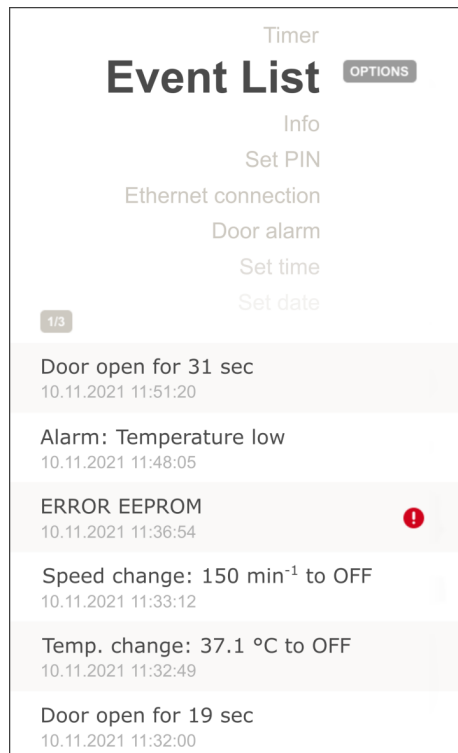 Timer
Event List OPTIONS
Info
Set PIN
Ethernet connection
Door alarm
Set time
Set date
1/3
Door open for 31 sec
10.11.2021 11:51:20
Alarm: Temperature low
10.11.2021 11:48:05
ERROR EEPROM
10.11.2021 11:36:54
Speed change: 150 min⁻¹ to OFF
10.11.2021 11:33:12
Temp. change: 37.1 °C to OFF
10.11.2021 11:32:49
Door open for 19 sec
10.11.2021 11:32:00